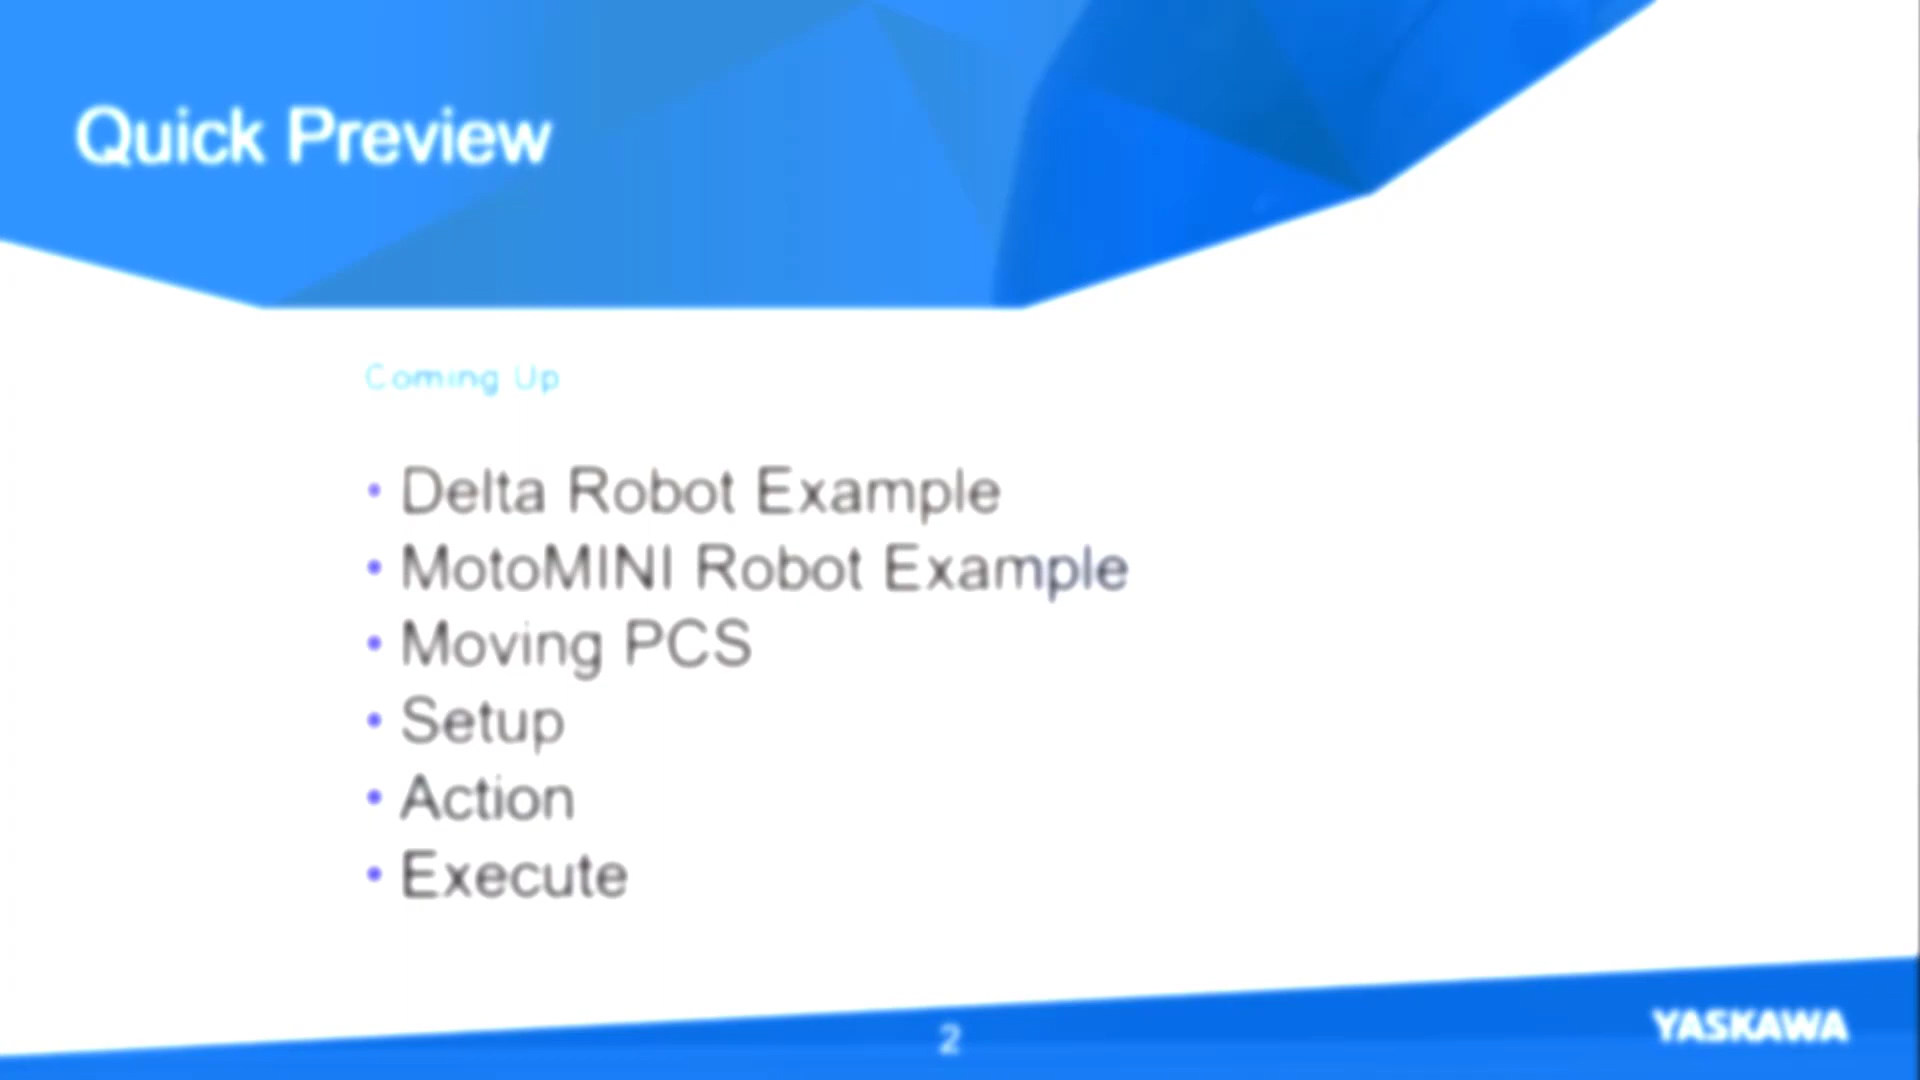 Quick Preview
Coming Up
• Delta Robot Example
• MotoMINI Robot Example
• Moving PCS
• Setup
• Action
• Execute
2
YASKAWA